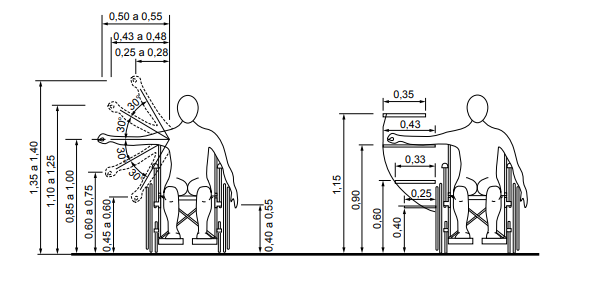 0,50 a 0,55
0,43 a 0,48
0,25 a 0,28
30°
30°
30
30°
1,35 a 1,40
1,10 a 1,25
0,85 a 1,00
0,60 a 0,75
0,45 a 0,60
0,40 a 0,55
0,35
0,43
0,33
0,25
1,15
0,90
0,60
0,40